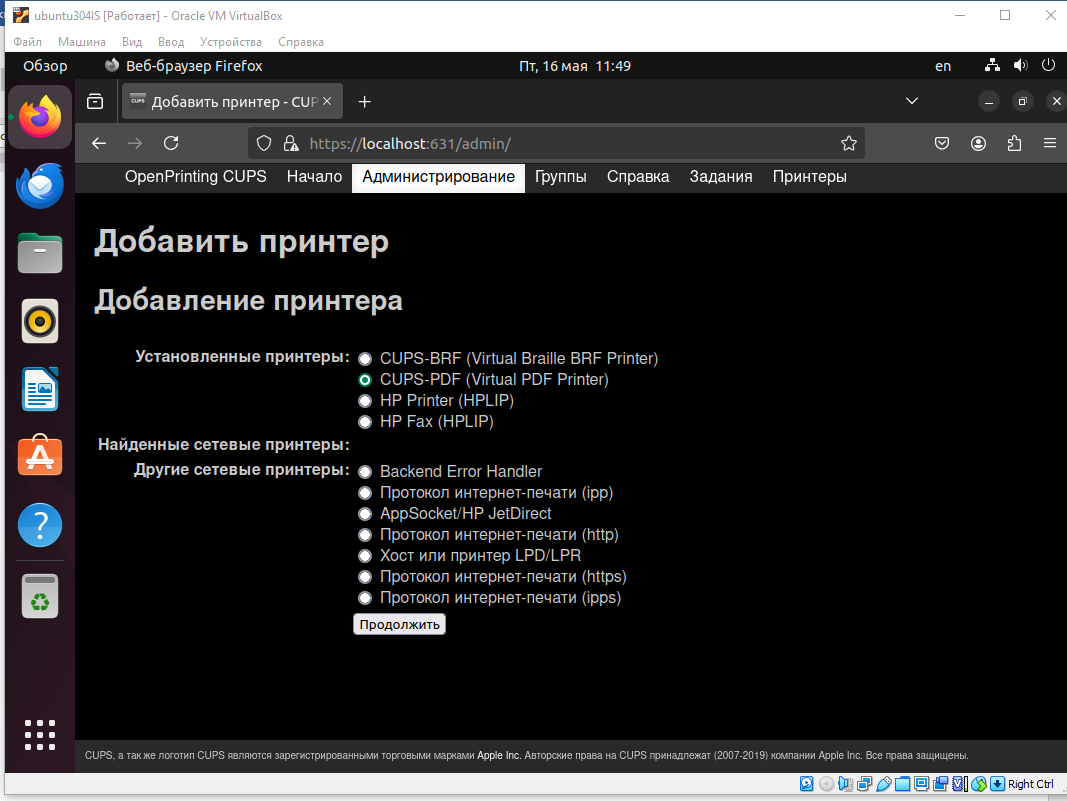 ubuntu304IS [Работает] - Oracle VM VirtualBox
Файл Машина Вид Ввод Устройства Справка
Обзор Веб-браузер Firefox Пт, 16 мая 11:49 en
CUPS Добавить принтер - CUP
https://localhost:631/admin/
OpenPrinting CUPS Начало Администрирование Группы Справка Задания Принтеры
Добавить принтер
Добавление принтера
Установленные принтеры: CUPS-BRF (Virtual Braille BRF Printer)
CUPS-PDF (Virtual PDF Printer)
HP Printer (HPLIP)
HP Fax (HPLIP)
Найденные сетевые принтеры:
Другие сетевые принтеры: Backend Error Handler
Протокол интернет-печати (ipp)
AppSocket/HP JetDirect
Протокол интернет-печати (http)
Хост или принтер LPD/LPR
Протокол интернет-печати (https)
Протокол интернет-печати (ipps)
Продолжить
CUPS, а так же логотип CUPS являются зарегистрированными торговыми марками Apple Inc. Авторские права на CUPS принадлежат (2007-2019) компании Apple Inc. Все права защищены.
Right Ctrl